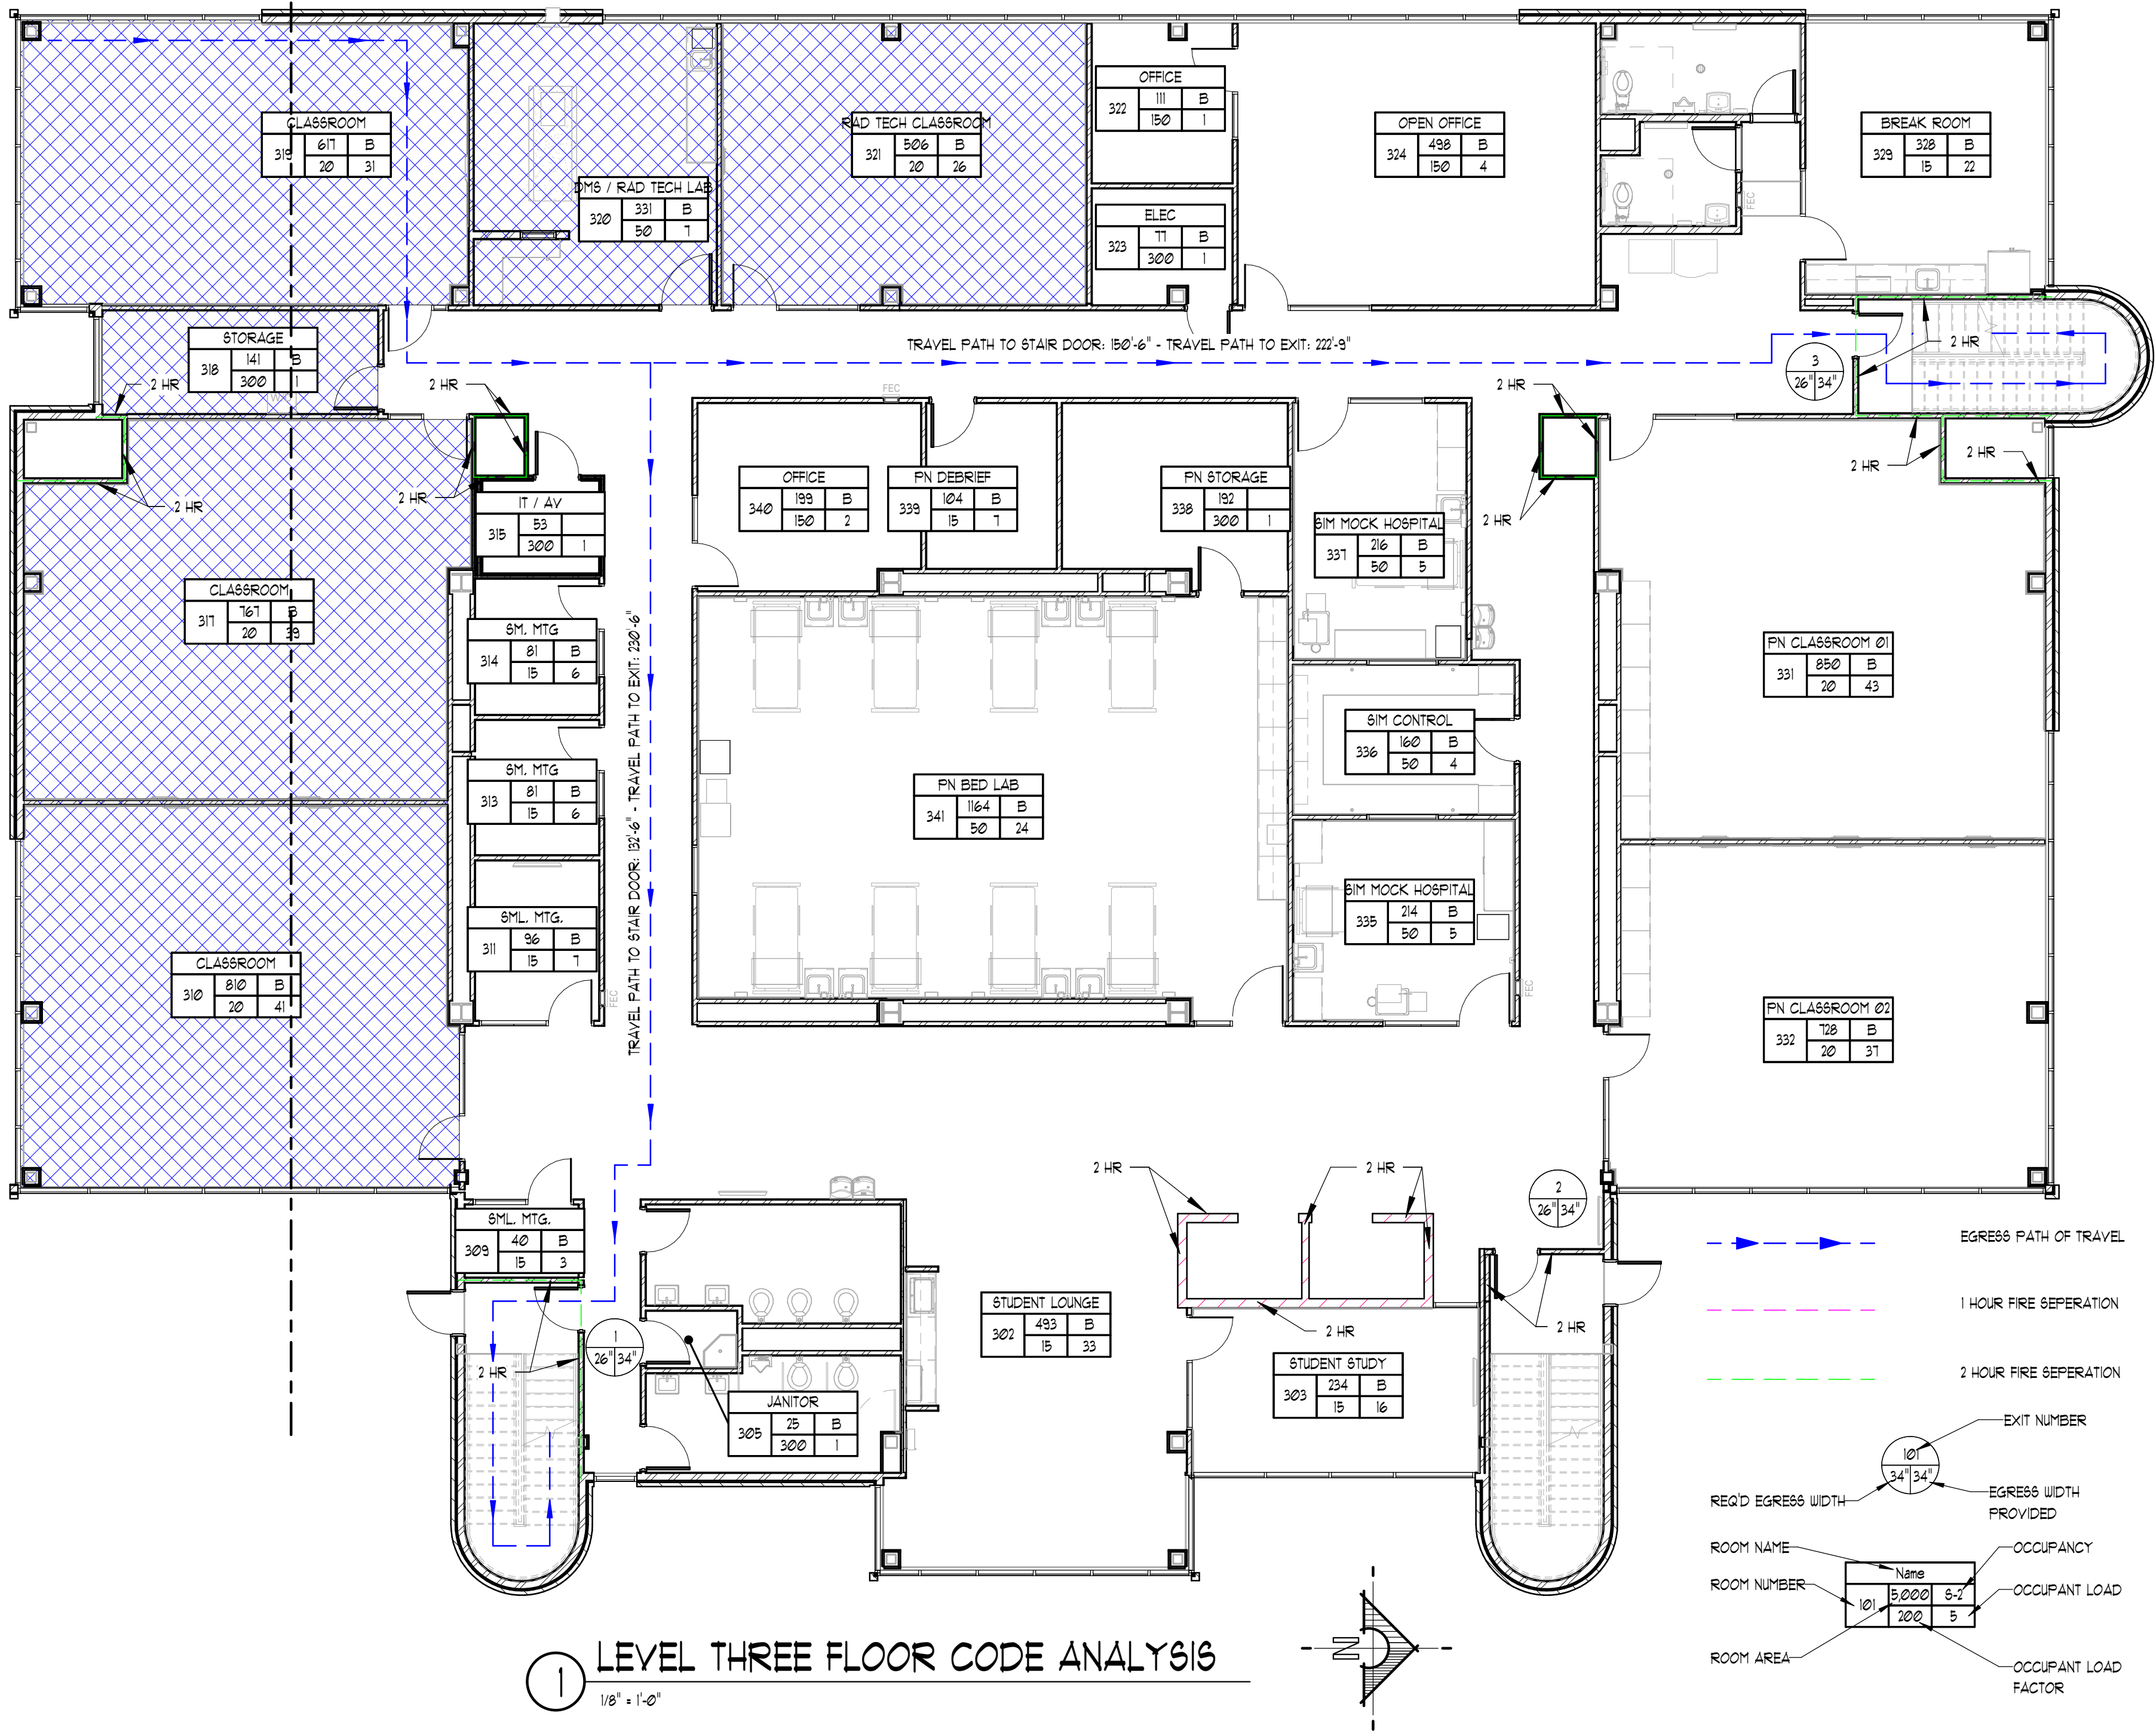 CLASSROOM
319 617 B
20 31
DMS / RAD TECH LAB
320 331 B
50 7
RAD TECH CLASSROOM
321 506 B
20 26
OFFICE
322 111 B
150 1
ELEC
323 77 B
300 1
OPEN OFFICE
324 498 B
150 4
BREAK ROOM
329 328 B
15 22
FEC
STORAGE
318 141 B
300 1
2 HR
2 HR
2 HR
2 HR
TRAVEL PATH TO STAIR DOOR: 150'-6" - TRAVEL PATH TO EXIT: 222'-9"
FEC
2 HR
2 HR
3
26" 34"
2 HR
2 HR
2 HR
IT / AV
315 53
300 1
OFFICE
340 199 B
150 2
PN DEBRIEF
339 104 B
15 7
PN STORAGE
338 192
300 1
SIM MOCK HOSPITAL
337 216 B
50 5
CLASSROOM
317 767 B
20 39
SM. MTG
314 81 B
15 6
SM. MTG
313 81 B
15 6
TRAVEL PATH TO STAIR DOOR: 132'-6" - TRAVEL PATH TO EXIT: 230'-6"
PN CLASSROOM 01
331 850 B
20 43
SIM CONTROL
336 160 B
50 4
PN BED LAB
341 1164 B
50 24
SIM MOCK HOSPITAL
335 214 B
50 5
SML. MTG.
311 96 B
15 7
FEC
FEC
CLASSROOM
310 810 B
20 41
PN CLASSROOM 02
332 728 B
20 37
2 HR
2 HR
2
26" 34"
SML. MTG.
309 40 B
15 3
1
26" 34"
2 HR
STUDENT LOUNGE
302 493 B
15 33
2 HR
2 HR
STUDENT STUDY
303 234 B
15 16
JANITOR
305 25 B
300 1
EGRESS PATH OF TRAVEL
1 HOUR FIRE SEPERATION
2 HOUR FIRE SEPERATION
EXIT NUMBER
101
34" 34"
REQ'D EGRESS WIDTH
EGRESS WIDTH
PROVIDED
ROOM NAME
OCCUPANCY
Name
ROOM NUMBER
101 5,000 S-2
200 5
OCCUPANT LOAD
ROOM AREA
OCCUPANT LOAD
FACTOR
1
LEVEL THREE FLOOR CODE ANALYSIS
1/8" = 1'-0"
N